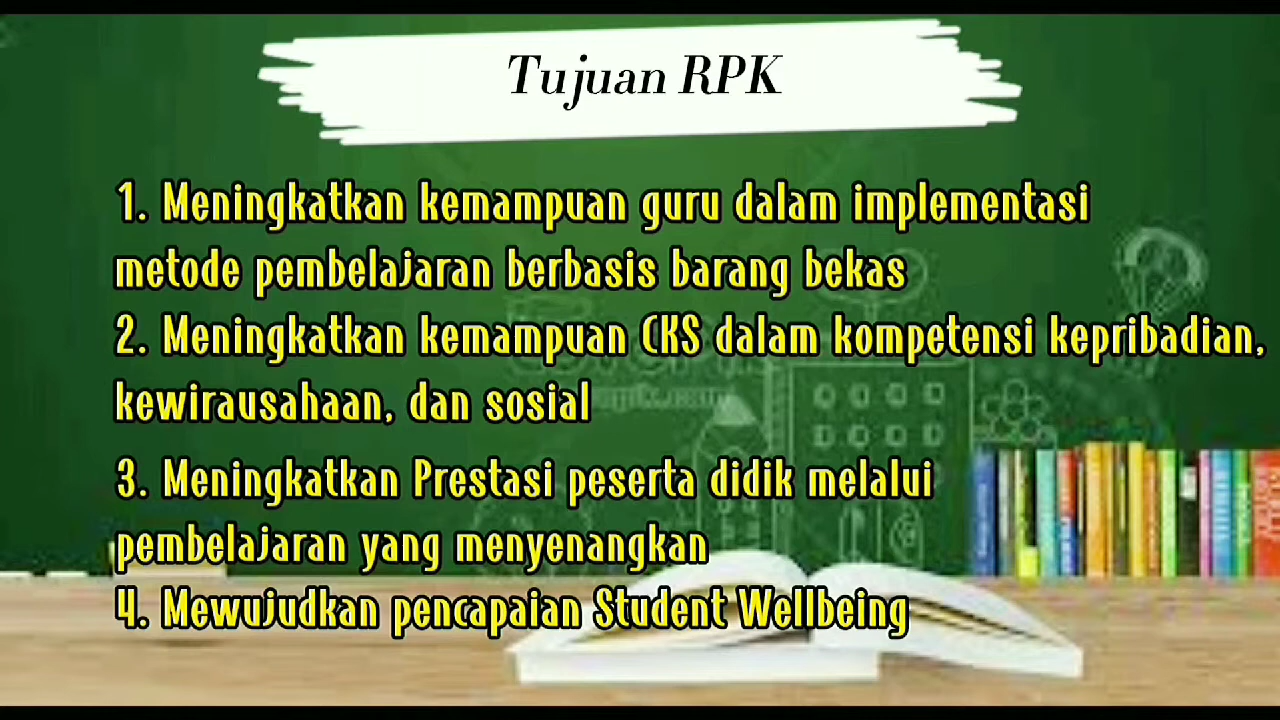 Tujuan RPK
1. Meningkatkan kemampuan guru dalam implementasi
metode pembelajaran berbasis barang bekas
2. Meningkatkan kemampuan CKS dalam kompetensi kepribadian,
kewirausahaan, dan sosial
3. Meningkatkan Prestasi peserta didik melalui
pembelajaran yang menyenangkan
4. Mewujudkan pencapaian Student Wellbeing